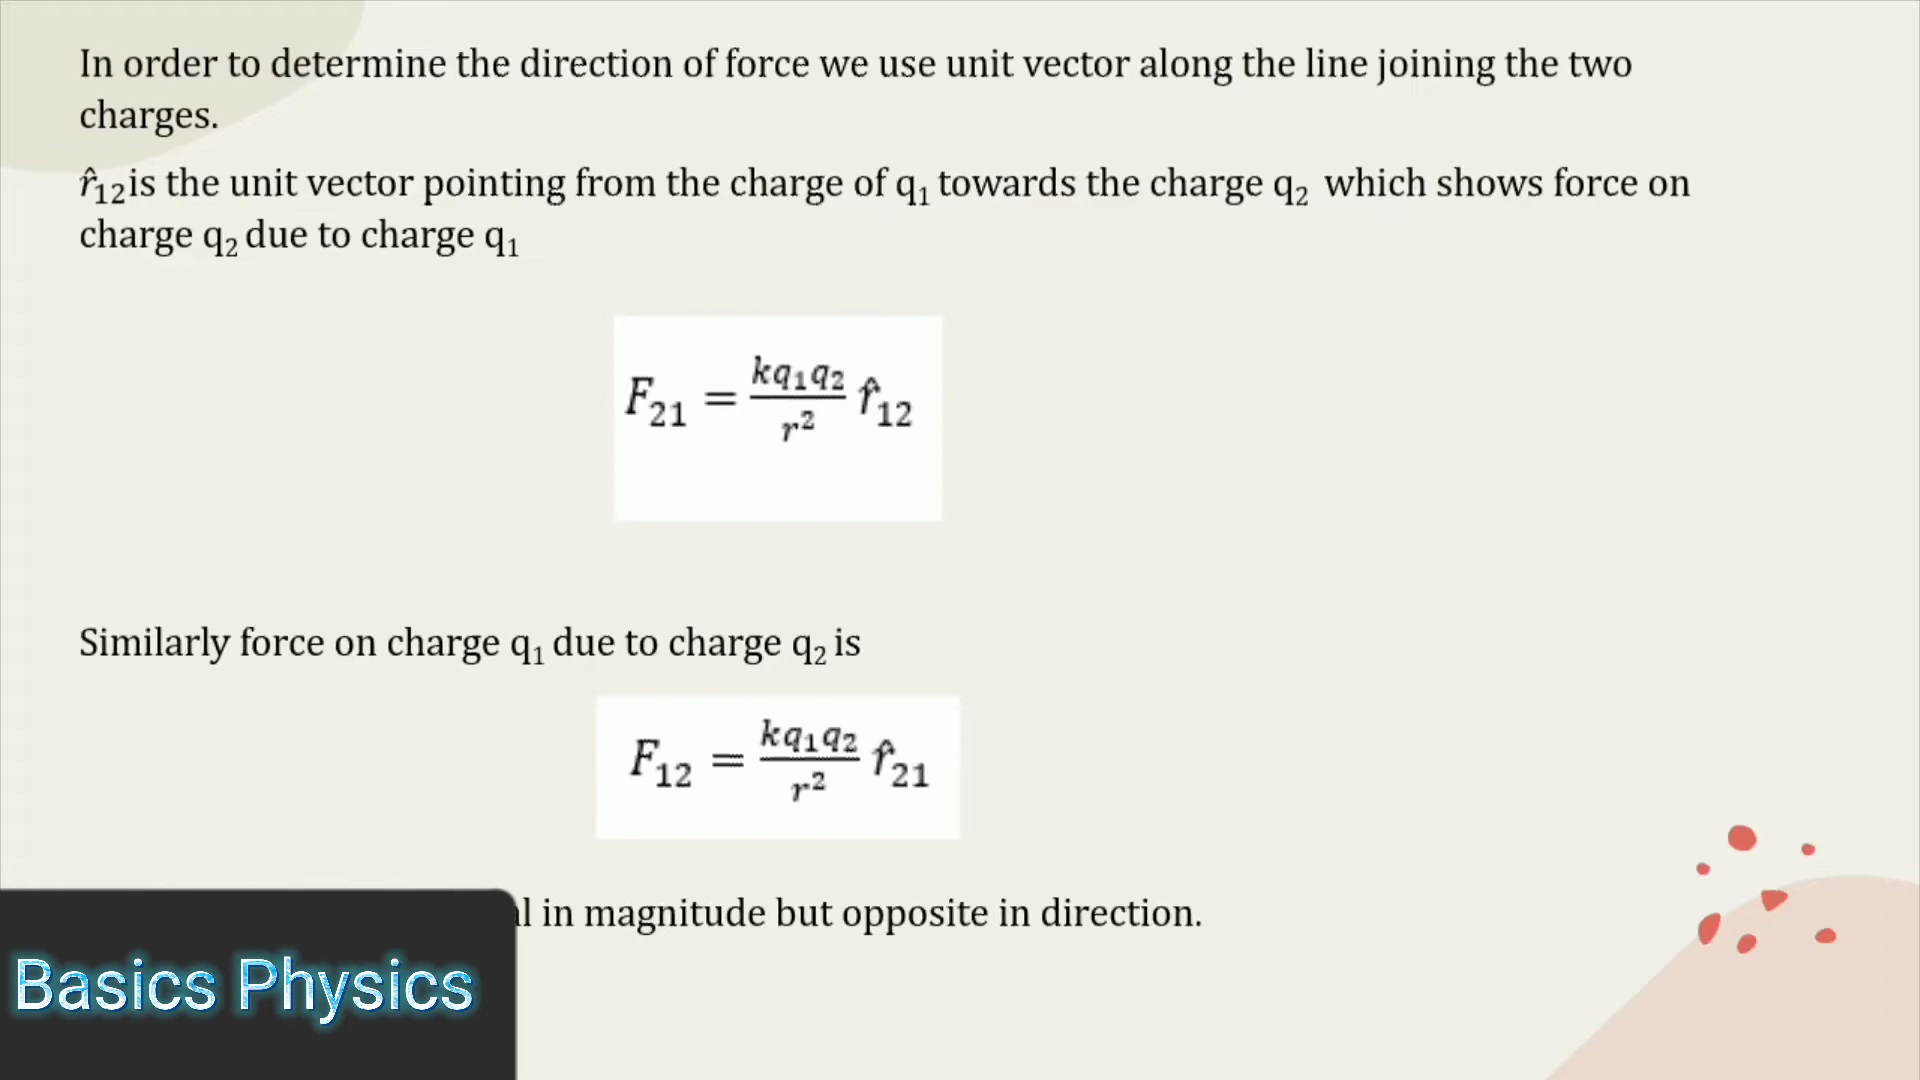 In order to determine the direction of force we use unit vector along the line joining the two
charges.
r̂₁₂is the unit vector pointing from the charge of q₁ towards the charge q₂ which shows force on
charge q₂ due to charge q₁
F₂₁ = kq₁q₂/r² r̂₁₂
Similarly force on charge q₁ due to charge q₂ is
F₁₂ = kq₁q₂/r² r̂₂₁
in magnitude but opposite in direction.
Basics Physics